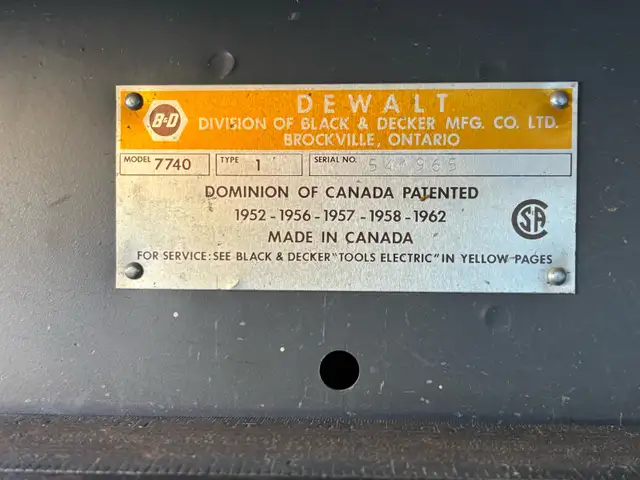 B&D
DEWALT
DIVISION OF BLACK & DECKER MFG. CO. LTD.
BROCKVILLE, ONTARIO
MODEL 7740 TYPE 1 SERIAL NO.
DOMINION OF CANADA PATENTED
1952-1956-1957-1958-1962
MADE IN CANADA
FOR SERVICE: SEE BLACK & DECKER "TOOLS ELECTRIC" IN YELLOW PAGES
CSA